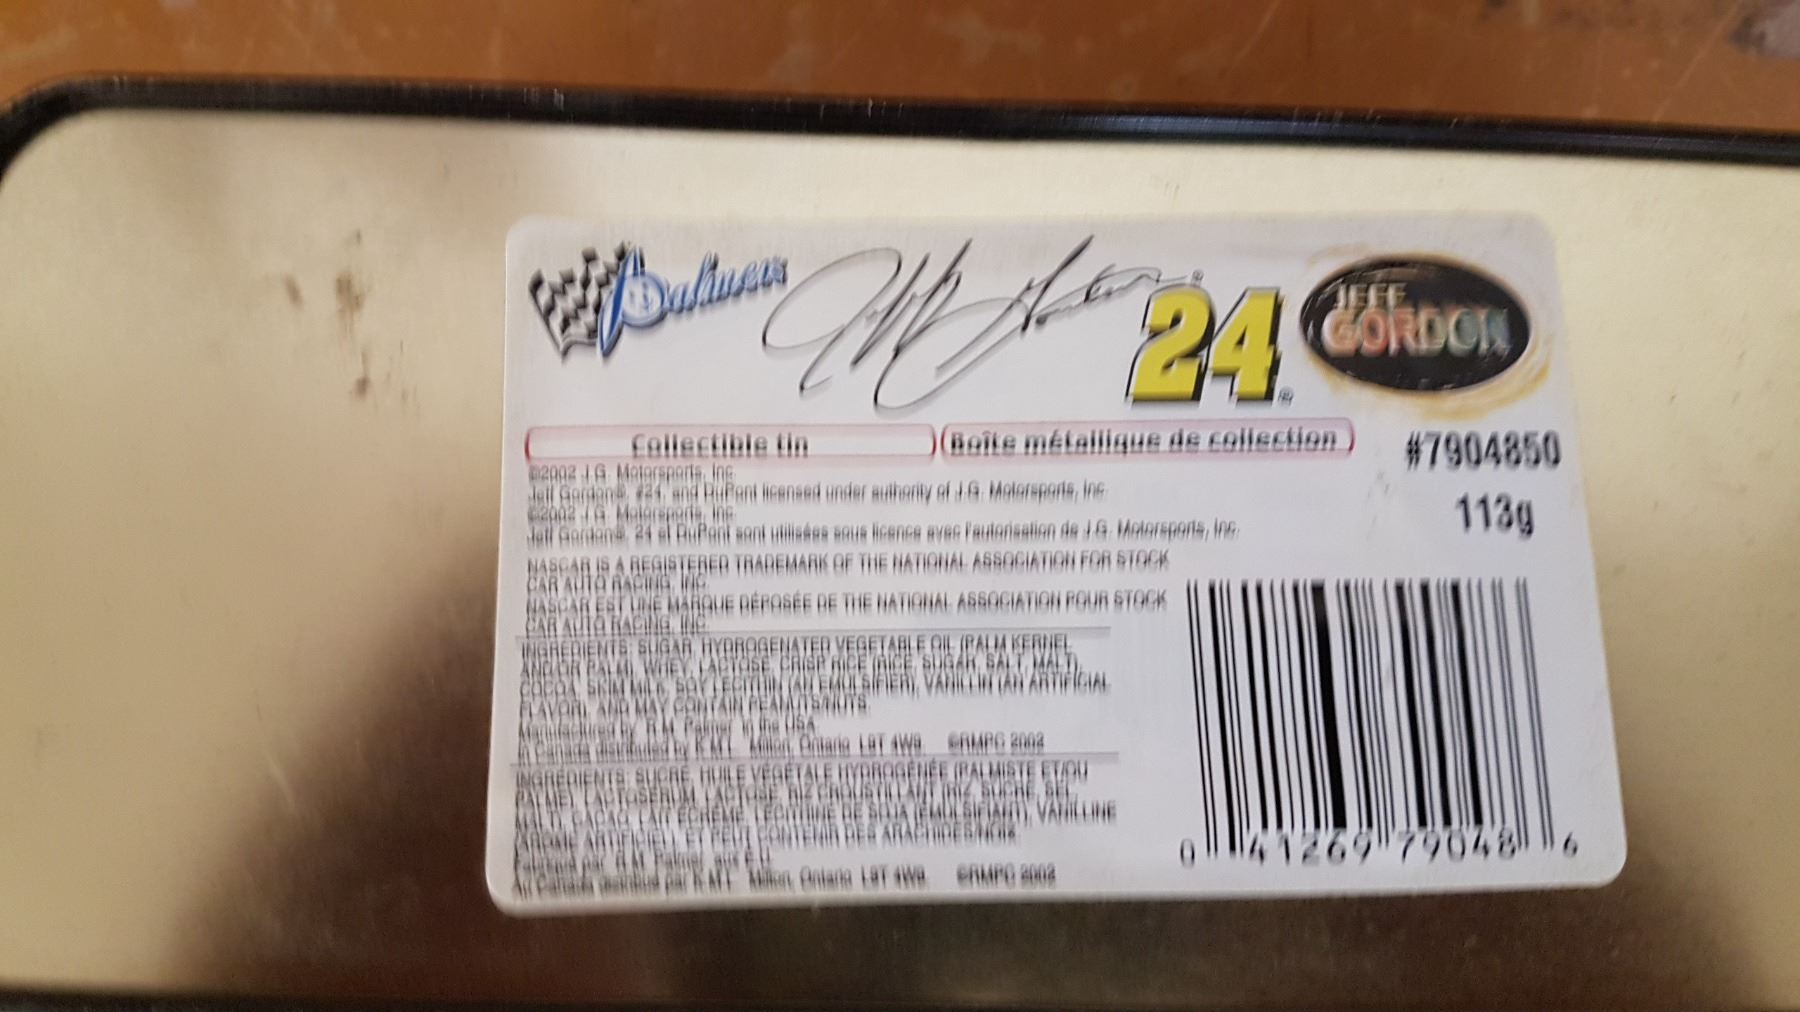 Palmer
Jeff Gordon ®
24 ®
JEFF
GORDON
Collectible tin
Boîte métallique de collection
#7904850
113g
©2002 J.G. Motorsports, Inc.
Jeff Gordon®, #24, and DuPont licensed under authority of J.G. Motorsports, Inc.
©2002 J.G. Motorsports, Inc.
Jeff Gordon®, 24 et DuPont sont utilisées sous licence avec l'autorisation de J.G. Motorsports, Inc.
NASCAR IS A REGISTERED TRADEMARK OF THE NATIONAL ASSOCIATION FOR STOCK
CAR AUTO RACING, INC.
NASCAR EST UNE MARQUE DÉPOSÉE DE THE NATIONAL ASSOCIATION POUR STOCK
CAR AUTO RACING, INC.
INGREDIENTS: SUGAR, HYDROGENATED VEGETABLE OIL (PALM KERNEL
AND/OR PALM), WHEY, LACTOSE, CRISP RICE (RICE, SUGAR, SALT, MALT),
COCOA, SKIM MILK, SOY LECITHIN (AN EMULSIFIER), VANILLIN (AN ARTIFICIAL
FLAVOR), AND MAY CONTAIN PEANUTS/NUTS.
Manufactured by R.M. Palmer in the USA.
In Canada distributed by K.M.I. Milton, Ontario L9T 4W9. ©RMPC 2002
INGRÉDIENTS: SUCRE, HUILE VÉGÉTALE HYDROGÉNÉE (PALMISTE ET/OU
PALME), LACTOSÉRUM, LACTOSE, RIZ CROUSTILLANT (RIZ, SUCRE, SEL,
MALT), CACAO, LAIT ÉCRÉMÉ, LÉCITHINE DE SOJA (ÉMULSIFIANT), VANILLINE
(ARÔME ARTIFICIEL), ET PEUT CONTENIR DES ARACHIDES/NOIX.
par R.M. Palmer aux É.U.
Au Canada distribué par K.M.I. Milton, Ontario L9T 4W9. ©RMPC 2002
0 41269 79048 6